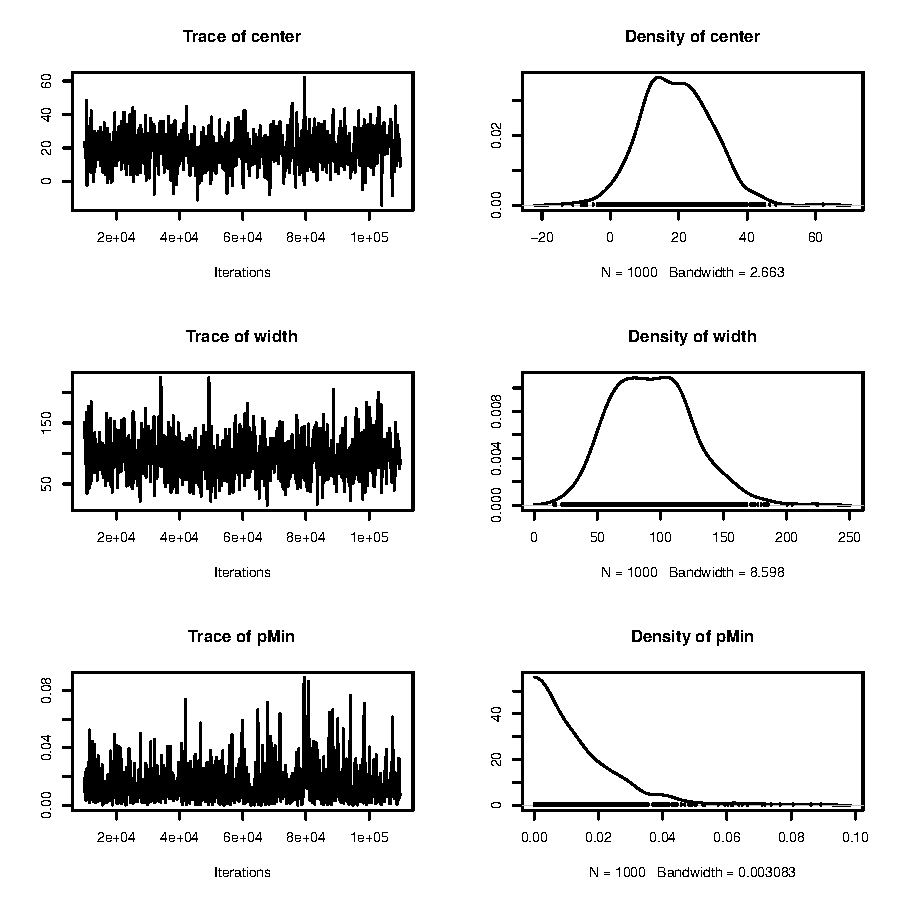 Trace of center
60
40
20
0
2e+04 4e+04 6e+04 8e+04 1e+05
Iterations
Density of center
0.02
0.00
−20 0 20 40 60
N = 1000 Bandwidth = 2.663
Trace of width
150
50
2e+04 4e+04 6e+04 8e+04 1e+05
Iterations
Density of width
0.008
0.004
0.000
0 50 100 150 200 250
N = 1000 Bandwidth = 8.598
Trace of pMin
0.08
0.04
0.00
2e+04 4e+04 6e+04 8e+04 1e+05
Iterations
Density of pMin
40
20
0
0.00 0.02 0.04 0.06 0.08 0.10
N = 1000 Bandwidth = 0.003083